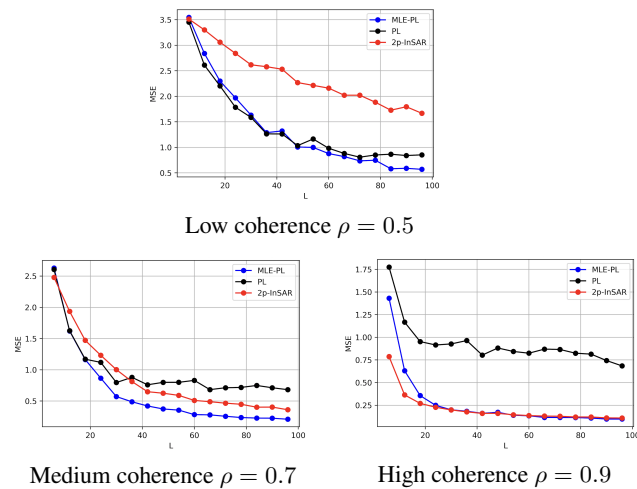 3.5
3.0
2.5
2.0
1.5
1.0
0.5
MSE
20
40
60
80
100
L
MLE-PL
PL
2p-InSAR
Low coherence ρ = 0.5
2.5
2.0
1.5
1.0
0.5
MSE
20
40
60
80
100
L
MLE-PL
PL
2p-InSAR
Medium coherence ρ = 0.7
1.75
1.50
1.25
1.00
0.75
0.50
0.25
MSE
20
40
60
80
100
L
MLE-PL
PL
2p-InSAR
High coherence ρ = 0.9